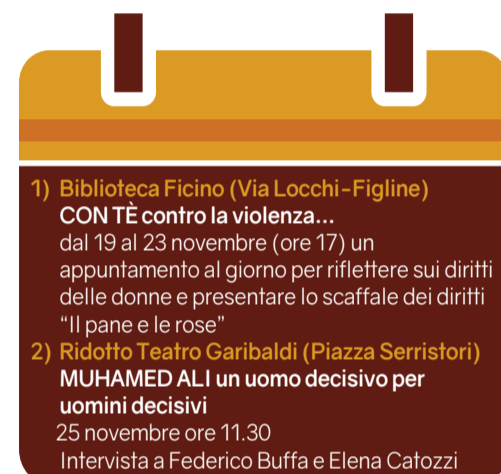 1) Biblioteca Ficino (Via Locchi-Figline)
CON TÈ contro la violenza...
dal 19 al 23 novembre (ore 17) un
appuntamento al giorno per riflettere sui diritti
delle donne e presentare lo scaffale dei diritti
“Il pane e le rose”
2) Ridotto Teatro Garibaldi (Piazza Serristori)
MUHAMED ALI un uomo decisivo per
uomini decisivi
25 novembre ore 11.30
Intervista a Federico Buffa e Elena Catozzi